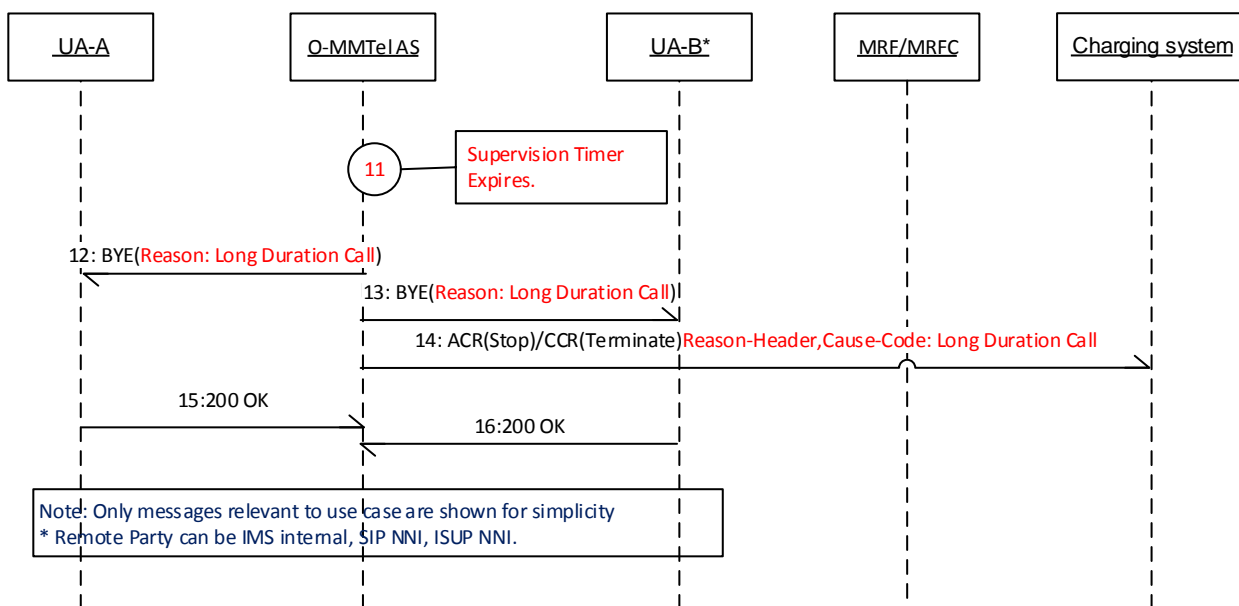 UA-A
O-MMTel AS
UA-B*
MRF/MRFC
Charging system
11
Supervision Timer
Expires.
12: BYE(Reason: Long Duration Call)
13: BYE(Reason: Long Duration Call)
14: ACR(Stop)/CCR(Terminate)Reason-Header,Cause-Code: Long Duration Call
15:200 OK
16:200 OK
Note: Only messages relevant to use case are shown for simplicity
* Remote Party can be IMS internal, SIP NNI, ISUP NNI.